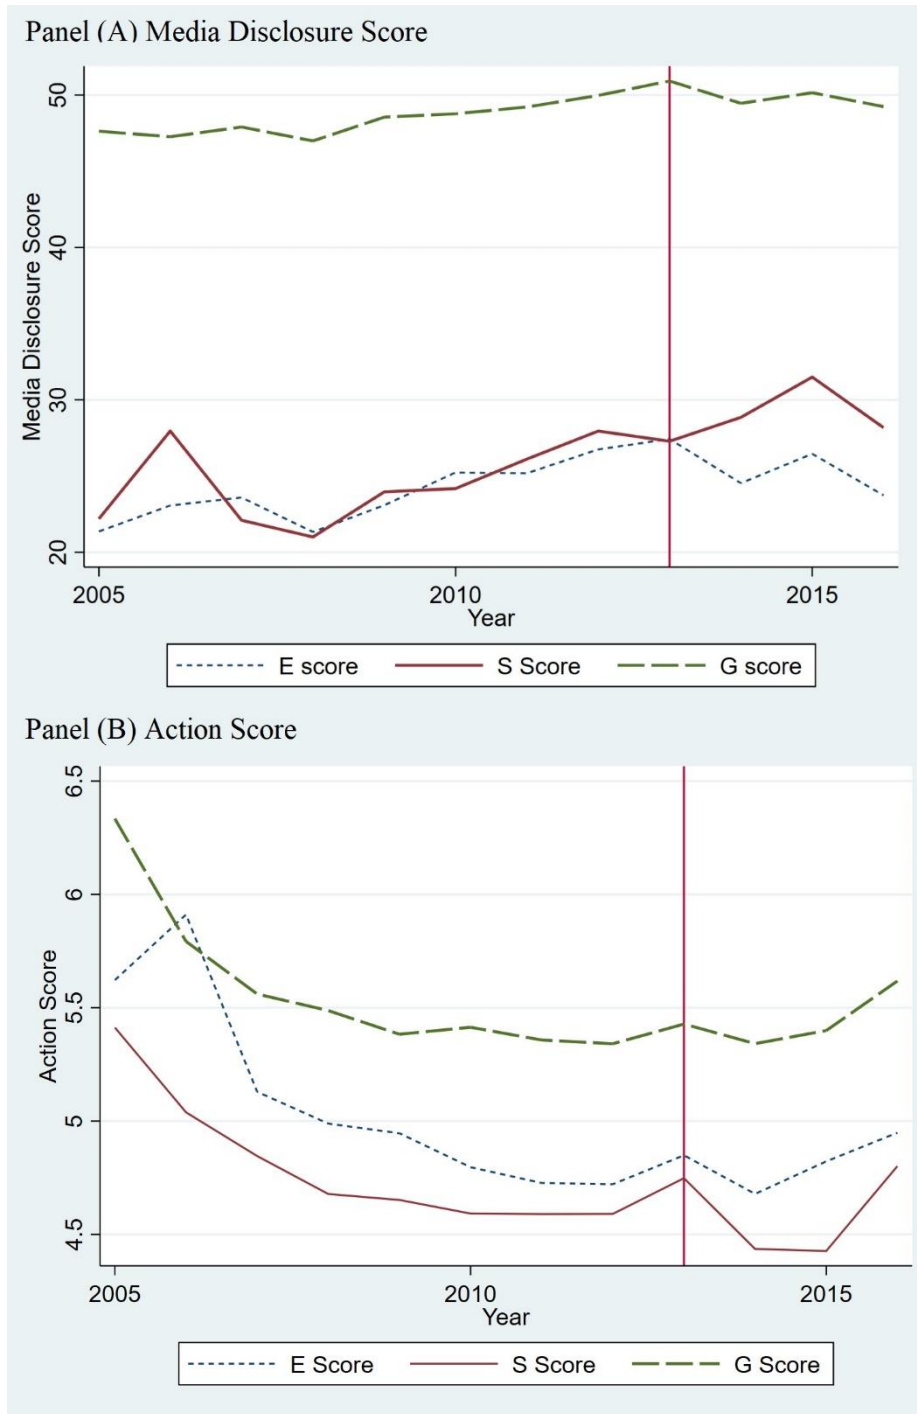 Panel (A) Media Disclosure Score
50
40
30
20
Media Disclosure Score
2005 2010 2015
Year
E score S Score G score
Panel (B) Action Score
6.5
6
5.5
5
4.5
Action Score
2005 2010 2015
Year
E Score S Score G Score